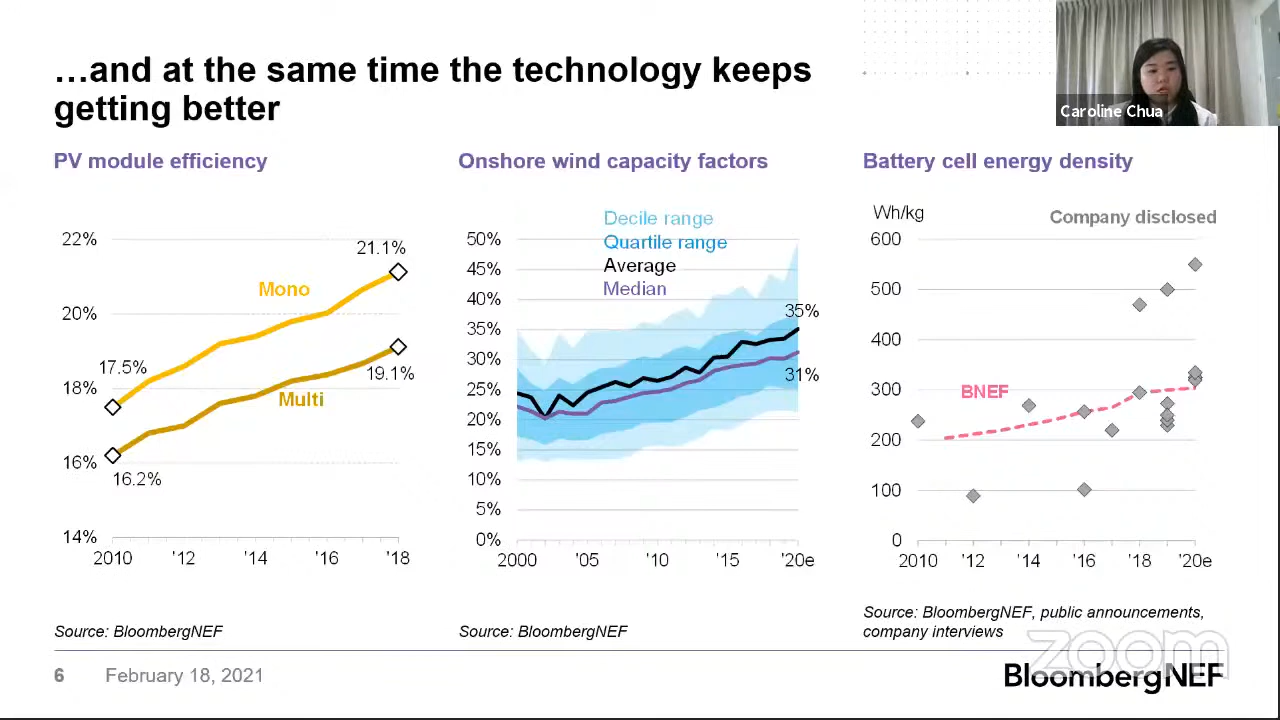 …and at the same time the technology keeps
getting better
Caroline Chua
PV module efficiency
22%
20%
18%
16%
14%
2010
'12
'14
'16
'18
17.5%
16.2%
21.1%
19.1%
Mono
Multi
Source: BloombergNEF
Onshore wind capacity factors
Decile range
Quartile range
Average
Median
50%
45%
40%
35%
30%
25%
20%
15%
10%
5%
0%
2000
'05
'10
'15
'20e
35%
31%
Source: BloombergNEF
Battery cell energy density
Wh/kg
Company disclosed
600
500
400
300
200
100
0
2010
'12
'14
'16
'18
'20e
BNEF
Source: BloombergNEF, public announcements,
company interviews
6
February 18, 2021
zoom
BloombergNEF